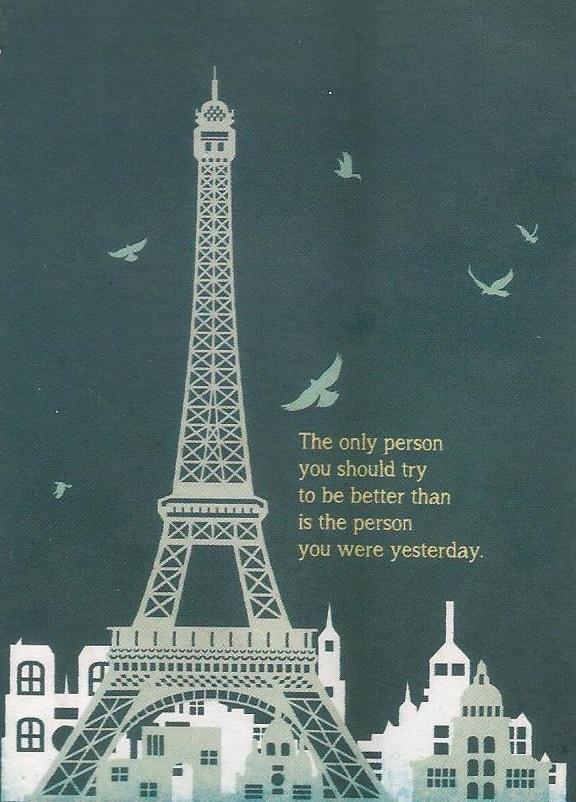 The only person
you should try
to be better than
is the person
you were yesterday.